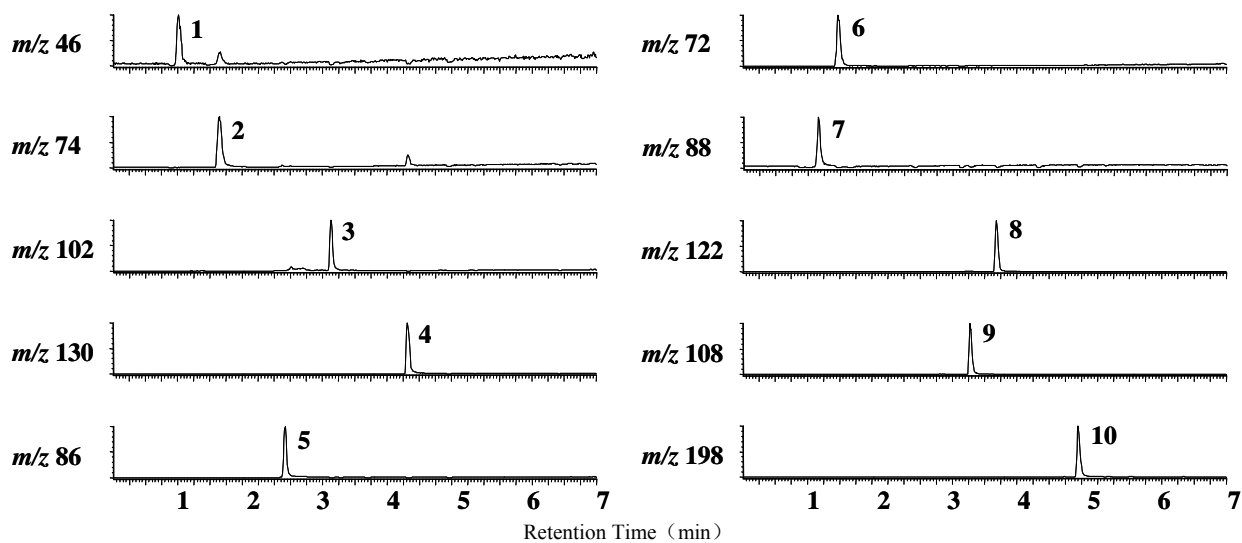 m/z 46
1
m/z 74
2
m/z 102
3
m/z 130
4
m/z 86
5
1 2 3 4 5 6 7
m/z 72
6
m/z 88
7
m/z 122
8
m/z 108
9
m/z 198
10
1 2 3 4 5 6 7
Retention Time（min）